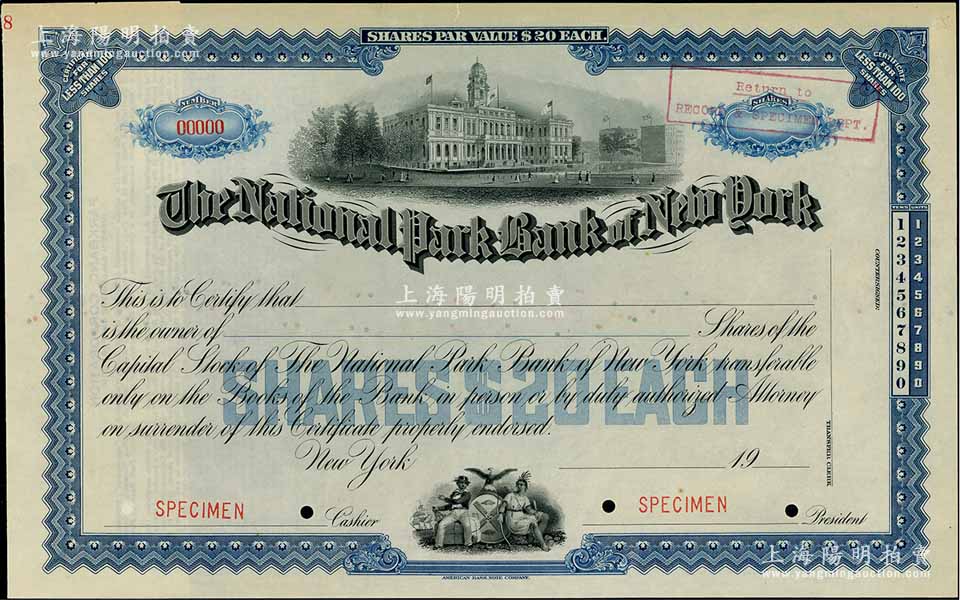 8
上海陽明拍賣
www.yangmingauction.com
SHARES PAR VALUE $20 EACH.
CERTIFICATE
FOR
LESS THAN 100
SHARES
CERTIFICATE
FOR
LESS THAN 100
SHARES
NUMBER
00000
SHARES
Return to
RECORD & SPECIMEN DEPT.
The National Park Bank of New York
TENS UNITS
1 1
2 2
3 3
4 4
5 5
6 6
7 7
8 8
9 9
0 0
COUNTERSIGNED:
TRANSFER CLERK
This is to Certify that
上海陽明拍賣
www.yangmingauction.com
is the owner of Shares of the
Capital Stock of The National Park Bank of New York transferable
only on the Books of the Bank in person or by duly authorized Attorney
on surrender of this Certificate properly endorsed.
SHARES $20 EACH
New York 19
SPECIMEN
Cashier
SPECIMEN
President
上海陽明拍賣
www.yangmingauction.com
AMERICAN BANK NOTE COMPANY.